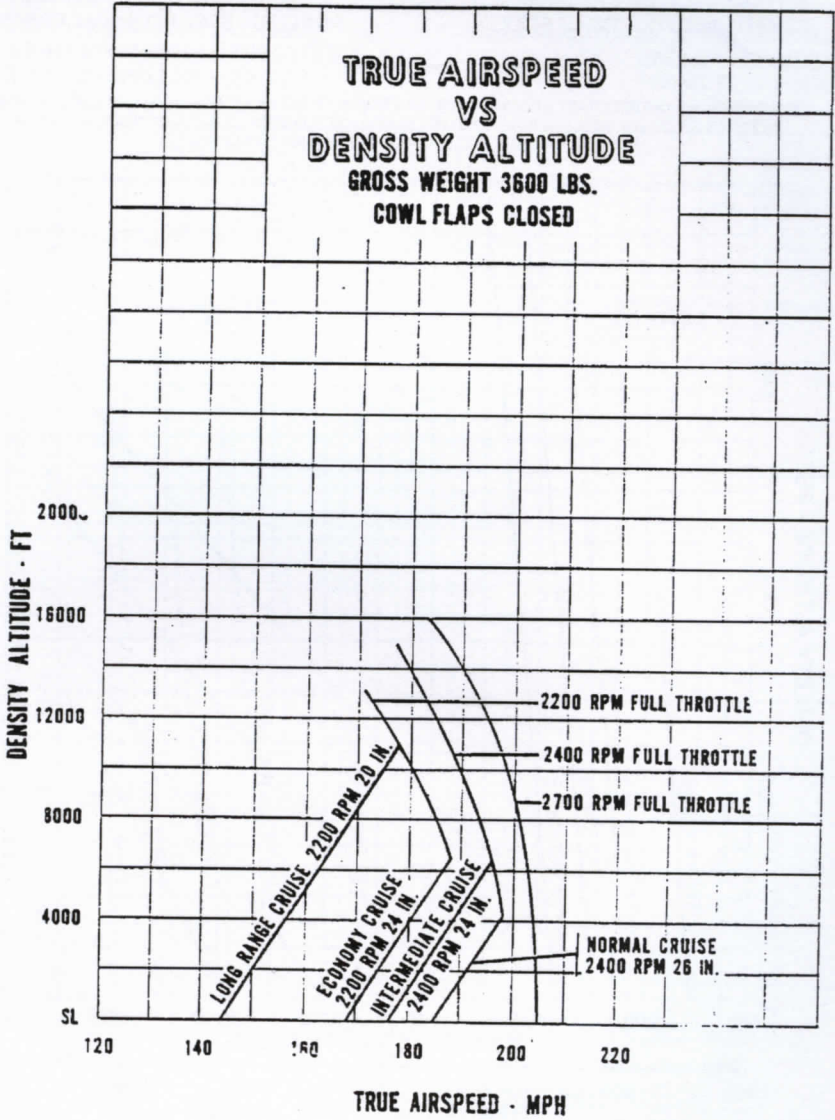 TRUE AIRSPEED
VS
DENSITY ALTITUDE
GROSS WEIGHT 3600 LBS.
COWL FLAPS CLOSED
DENSITY ALTITUDE - FT
2000
16000
12000
8000
4000
SL
2200 RPM FULL THROTTLE
2400 RPM FULL THROTTLE
2700 RPM FULL THROTTLE
LONG RANGE CRUISE 2200 RPM 20 IN.
ECONOMY CRUISE
2200 RPM 24 IN.
INTERMEDIATE CRUISE
2400 RPM 24 IN.
NORMAL CRUISE
2400 RPM 26 IN.
120 140 160 180 200 220
TRUE AIRSPEED - MPH